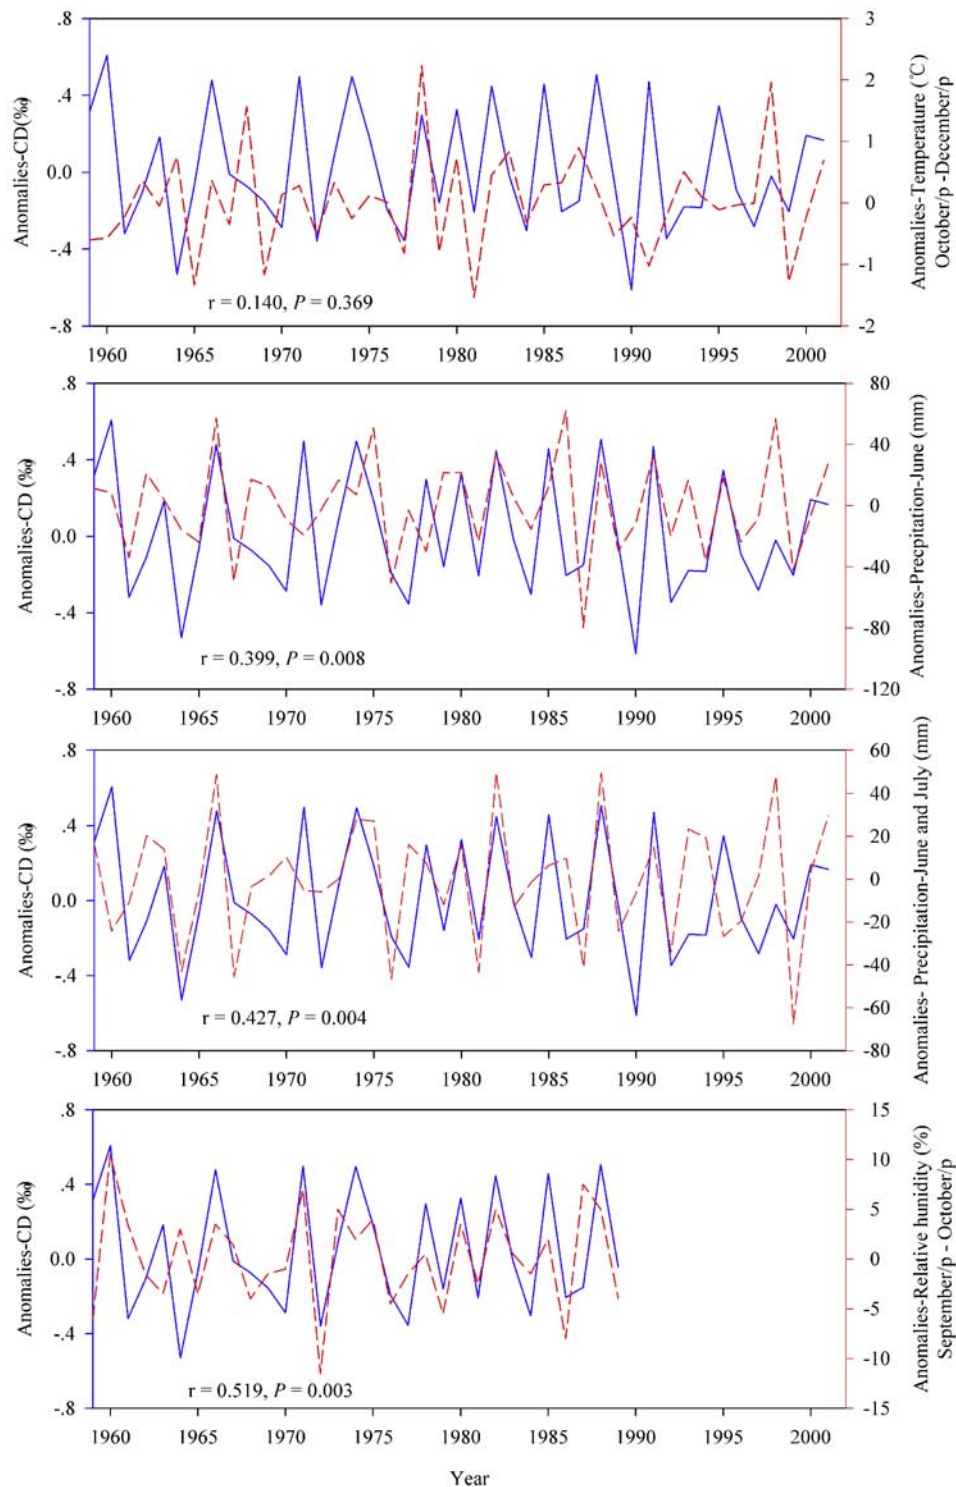 .8
.4
0.0
-.4
-.8
Anomalies-CD(‰)
3
2
1
0
-1
-2
Anomalies-Temperature (℃)
October/p -December/p
r = 0.140, P = 0.369
1960 1965 1970 1975 1980 1985 1990 1995 2000
.8
.4
0.0
-.4
-.8
Anomalies-CD (‰)
80
40
0
-40
-80
-120
Anomalies-Precpitation-June (mm)
r = 0.399, P = 0.008
1960 1965 1970 1975 1980 1985 1990 1995 2000
.8
.4
0.0
-.4
-.8
Anomalies-CD (‰)
60
40
20
0
-20
-40
-60
-80
Anomalies- Precipitation-June and July (mm)
r = 0.427, P = 0.004
1960 1965 1970 1975 1980 1985 1990 1995 2000
.8
.4
0.0
-.4
-.8
Anomalies-CD (‰)
15
10
5
0
-5
-10
-15
Anomalies-Relative humidity (%)
September/p - October/p
r = 0.519, P = 0.003
1960 1965 1970 1975 1980 1985 1990 1995 2000
Year